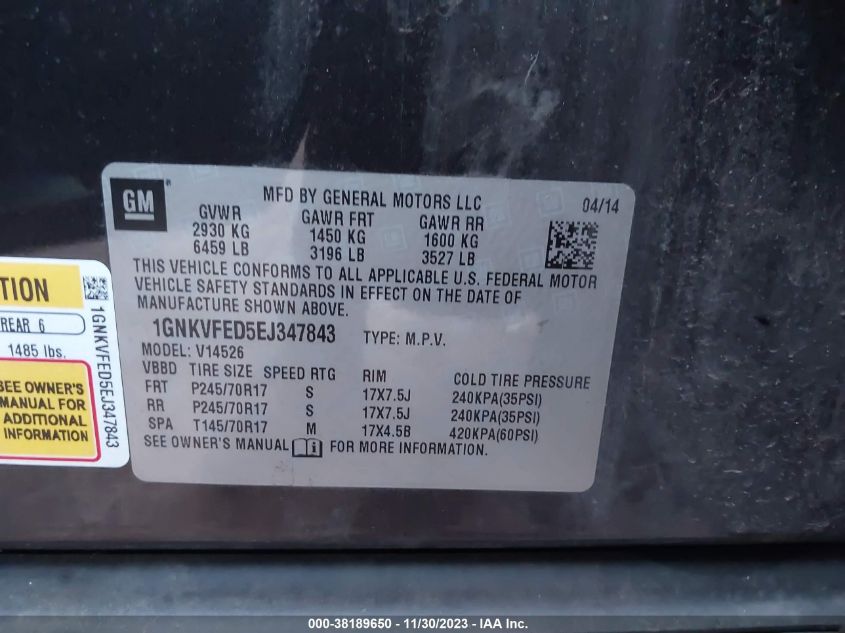 GM
MFD BY GENERAL MOTORS LLC
04/14
GVWR GAWR FRT GAWR RR
2930 KG 1450 KG 1600 KG
6459 LB 3196 LB 3527 LB
THIS VEHICLE CONFORMS TO ALL APPLICABLE U.S. FEDERAL MOTOR
VEHICLE SAFETY STANDARDS IN EFFECT ON THE DATE OF
MANUFACTURE SHOWN ABOVE.
1GNKVFED5EJ347843 TYPE: M.P.V.
MODEL: V14526
VBBD TIRE SIZE SPEED RTG RIM COLD TIRE PRESSURE
FRT P245/70R17 S 17X7.5J 240KPA(35PSI)
RR P245/70R17 S 17X7.5J 240KPA(35PSI)
SPA T145/70R17 M 17X4.5B 420KPA(60PSI)
SEE OWNER'S MANUAL FOR MORE INFORMATION.
TION
REAR 6
1485 lbs.
SEE OWNER'S
MANUAL FOR
ADDITIONAL
INFORMATION
1GNKVFED5EJ347843
000-38189650 - 11/30/2023 - IAA Inc.